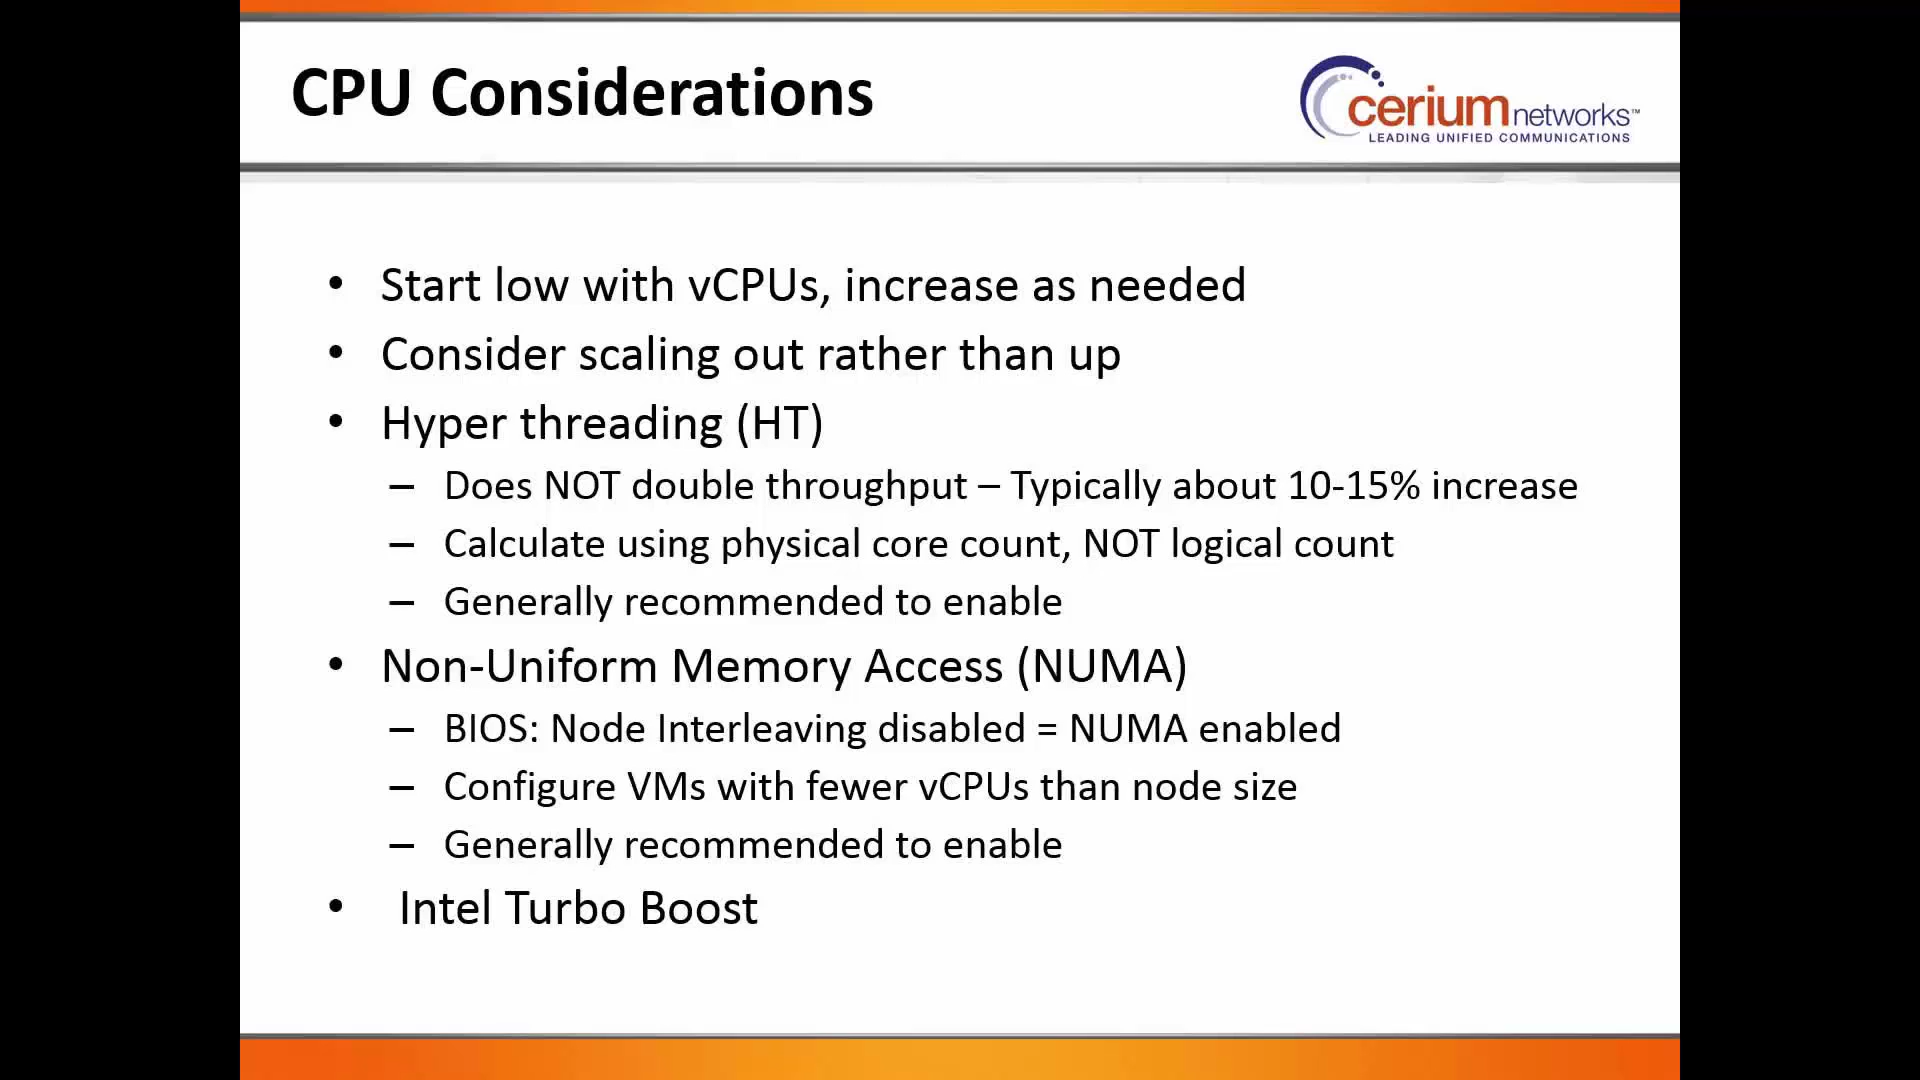 CPU Considerations
cerium networks™
LEADING UNIFIED COMMUNICATIONS
• Start low with vCPUs, increase as needed
• Consider scaling out rather than up
• Hyper threading (HT)
– Does NOT double throughput – Typically about 10-15% increase
– Calculate using physical core count, NOT logical count
– Generally recommended to enable
• Non-Uniform Memory Access (NUMA)
– BIOS: Node Interleaving disabled = NUMA enabled
– Configure VMs with fewer vCPUs than node size
– Generally recommended to enable
• Intel Turbo Boost